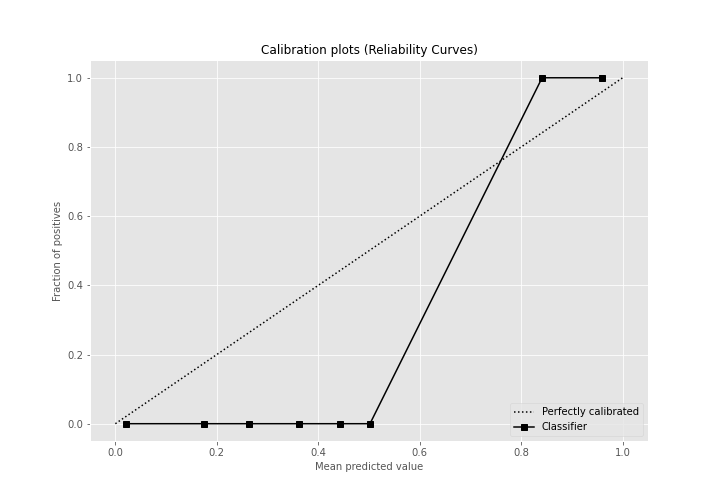 Calibration plots (Reliability Curves)
1.0
0.8
0.6
0.4
0.2
0.0
Fraction of positives
0.0 0.2 0.4 0.6 0.8 1.0
Mean predicted value
Perfectly calibrated
Classifier